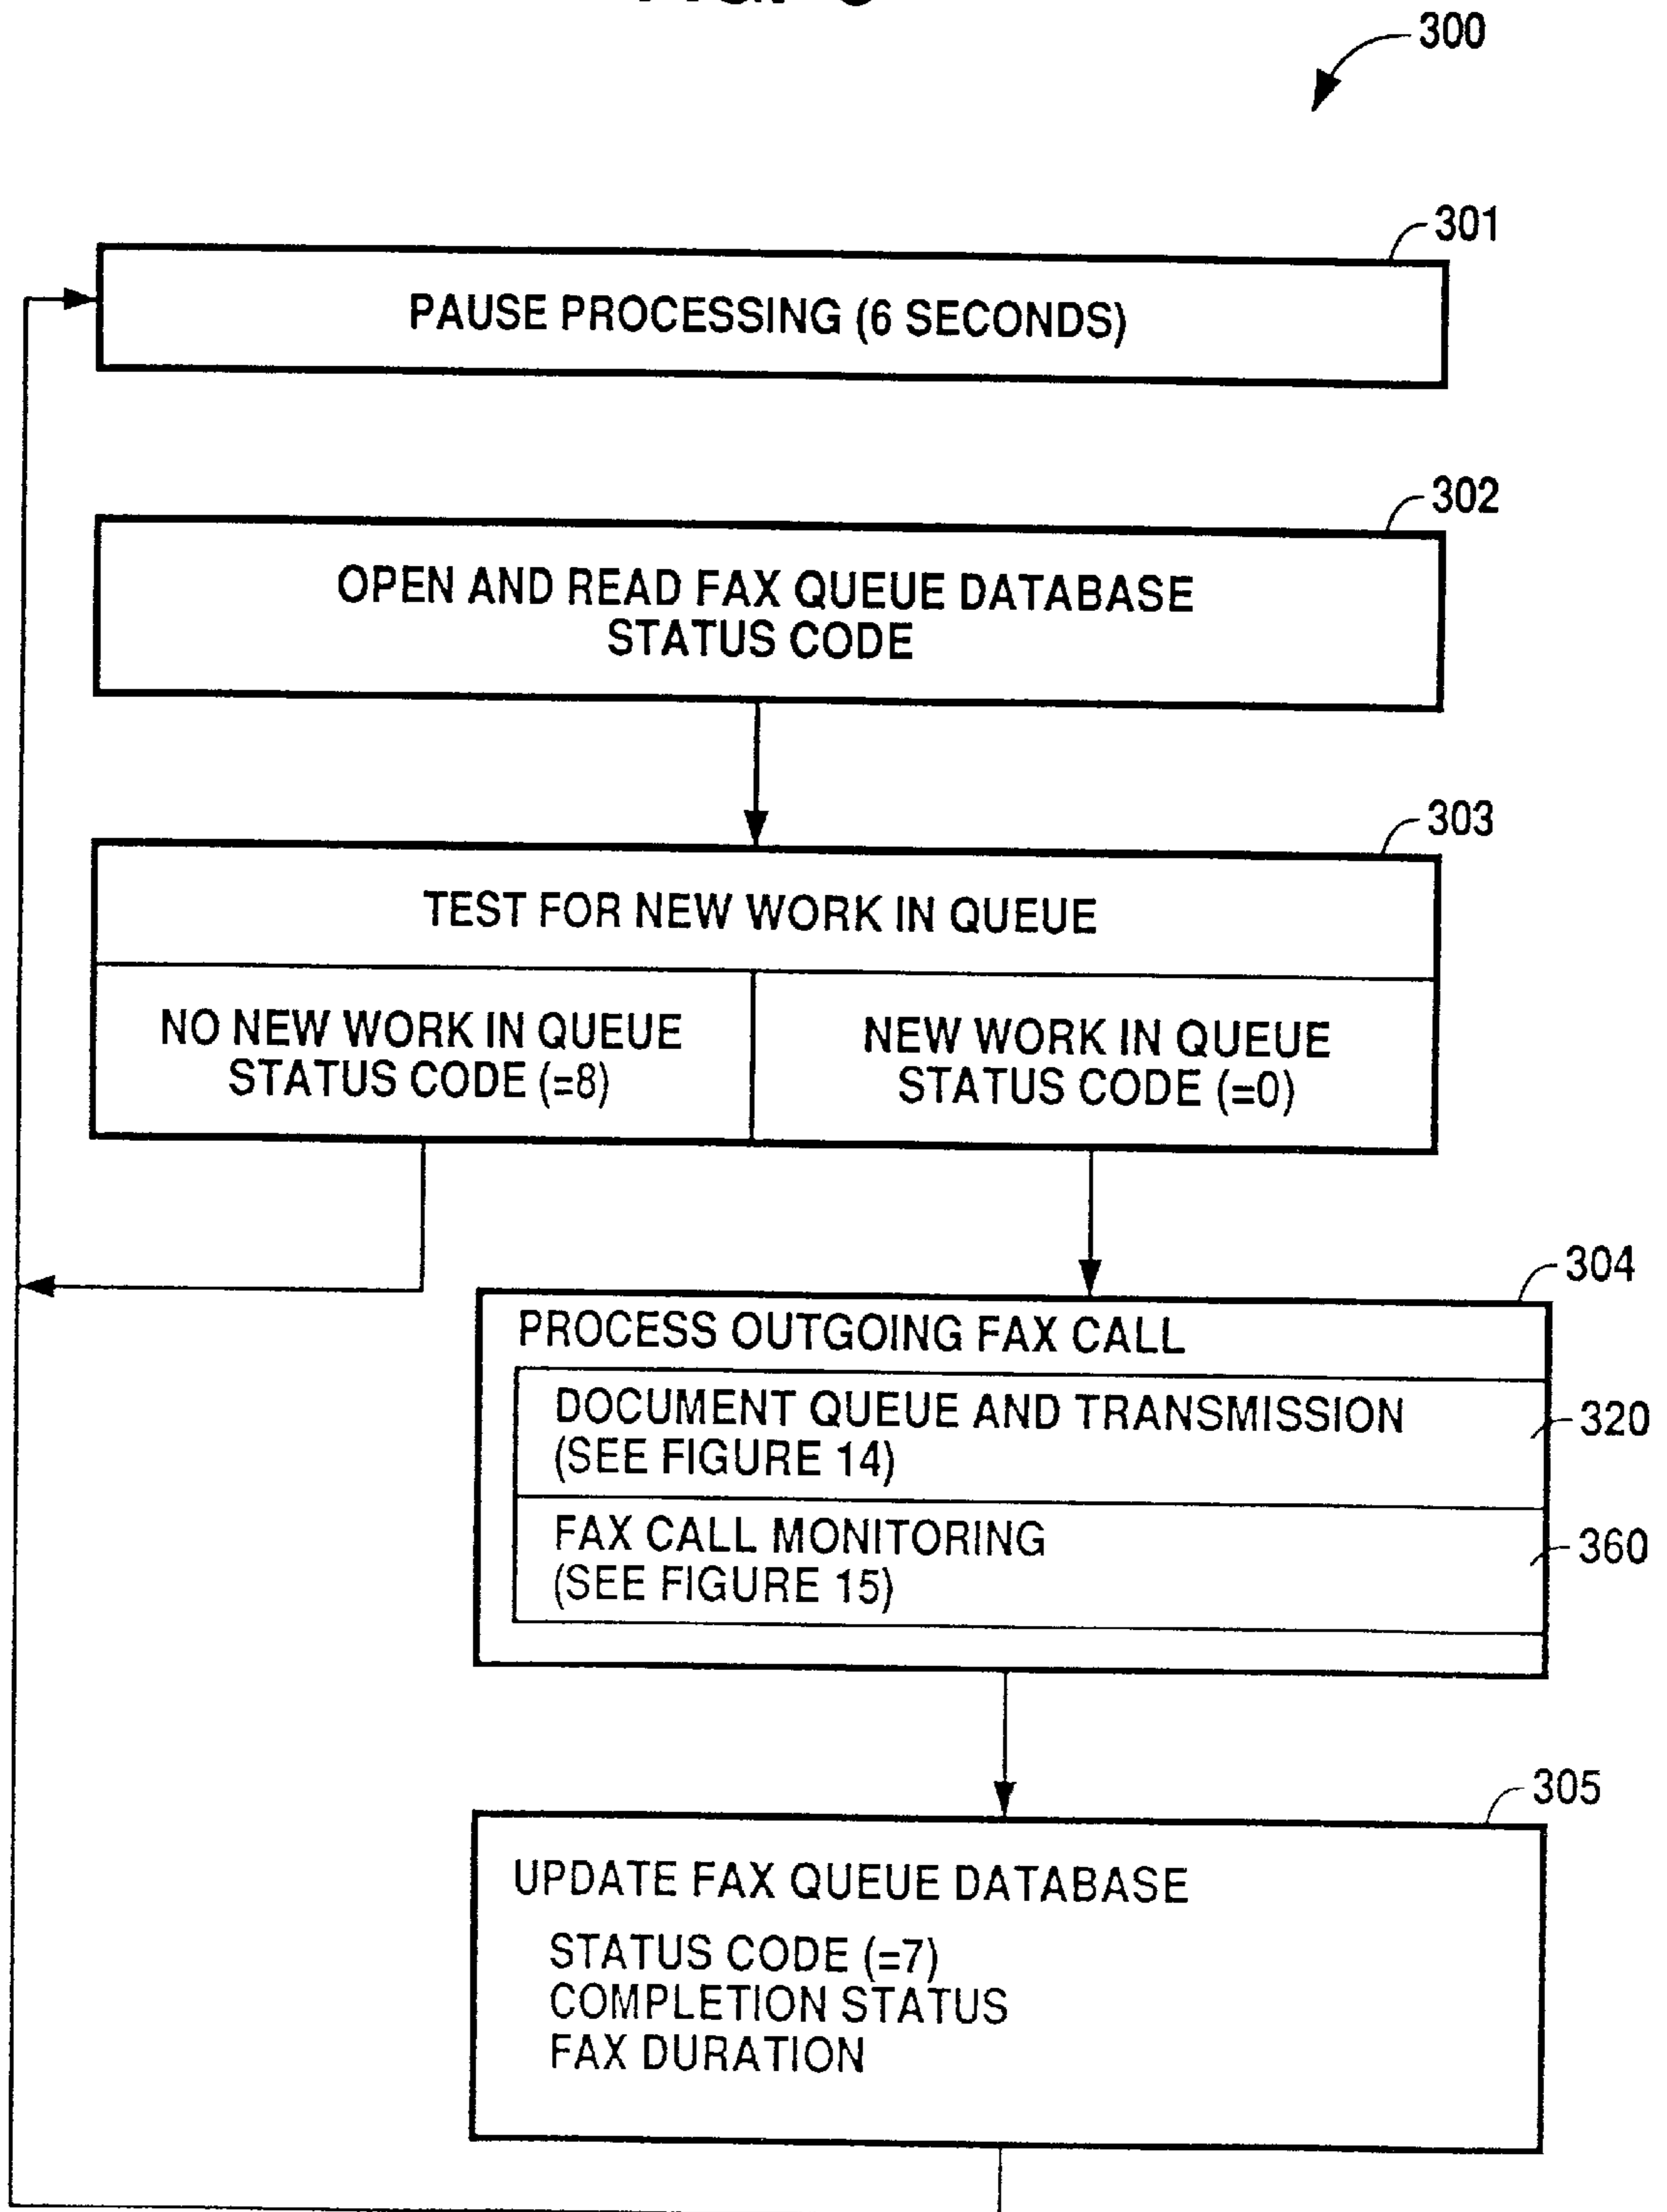 300
301
PAUSE PROCESSING (6 SECONDS)
302
OPEN AND READ FAX QUEUE DATABASE
STATUS CODE
303
TEST FOR NEW WORK IN QUEUE
NO NEW WORK IN QUEUE
STATUS CODE (=8)
NEW WORK IN QUEUE
STATUS CODE (=0)
304
PROCESS OUTGOING FAX CALL
DOCUMENT QUEUE AND TRANSMISSION
(SEE FIGURE 14)
320
FAX CALL MONITORING
(SEE FIGURE 15)
360
305
UPDATE FAX QUEUE DATABASE
STATUS CODE (=7)
COMPLETION STATUS
FAX DURATION